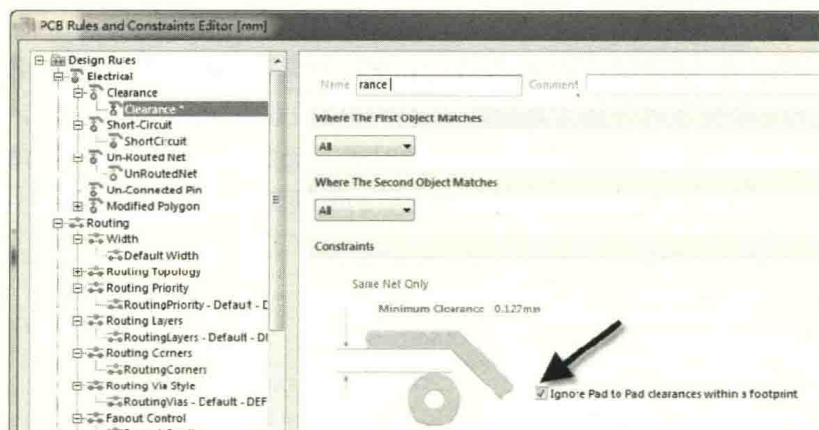 PCB Rules and Constraints Editor [mm]
Design Rules
Electrical
Clearance
Clearance *
Short-Circuit
ShortCircuit
Un-Routed Net
UnRoutedNet
Un-Connected Pin
Modified Polygon
Routing
Width
Default Width
Routing Topology
Routing Priority
RoutingPriority - Default - D
Routing Layers
RoutingLayers - Default - DI
Routing Corners
RoutingCorners
Routing Via Style
RoutingVias - Default - DEF
Fanout Control
Name rance Comment
Where The First Object Matches
All
Where The Second Object Matches
All
Constraints
Same Net Only
Minimum Clearance 0.127mm
Ignore Pad to Pad clearances within a footprint